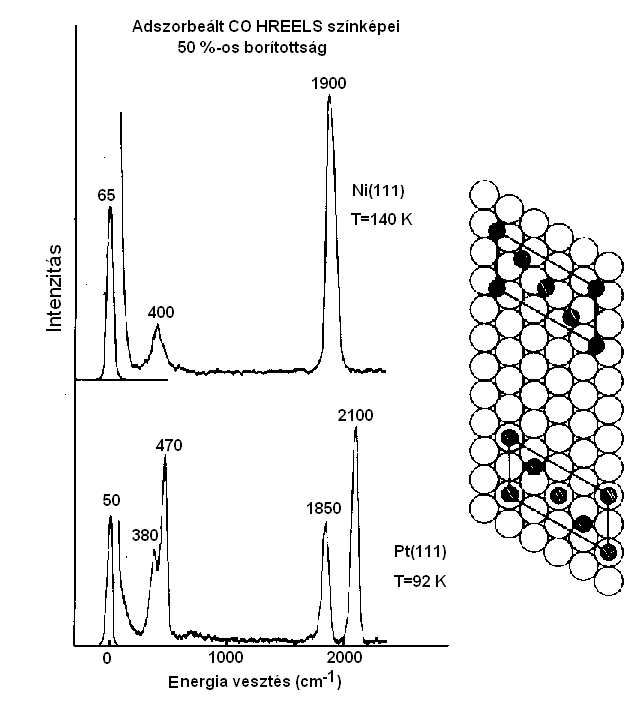 Adszorbeált CO HREELS színképei
50 %-os borítottság
1900
65
Ni(111)
T=140 K
400
Intenzitás
2100
470
50
1850
380
Pt(111)
T=92 K
0
1000
2000
Energia vesztés (cm-1)